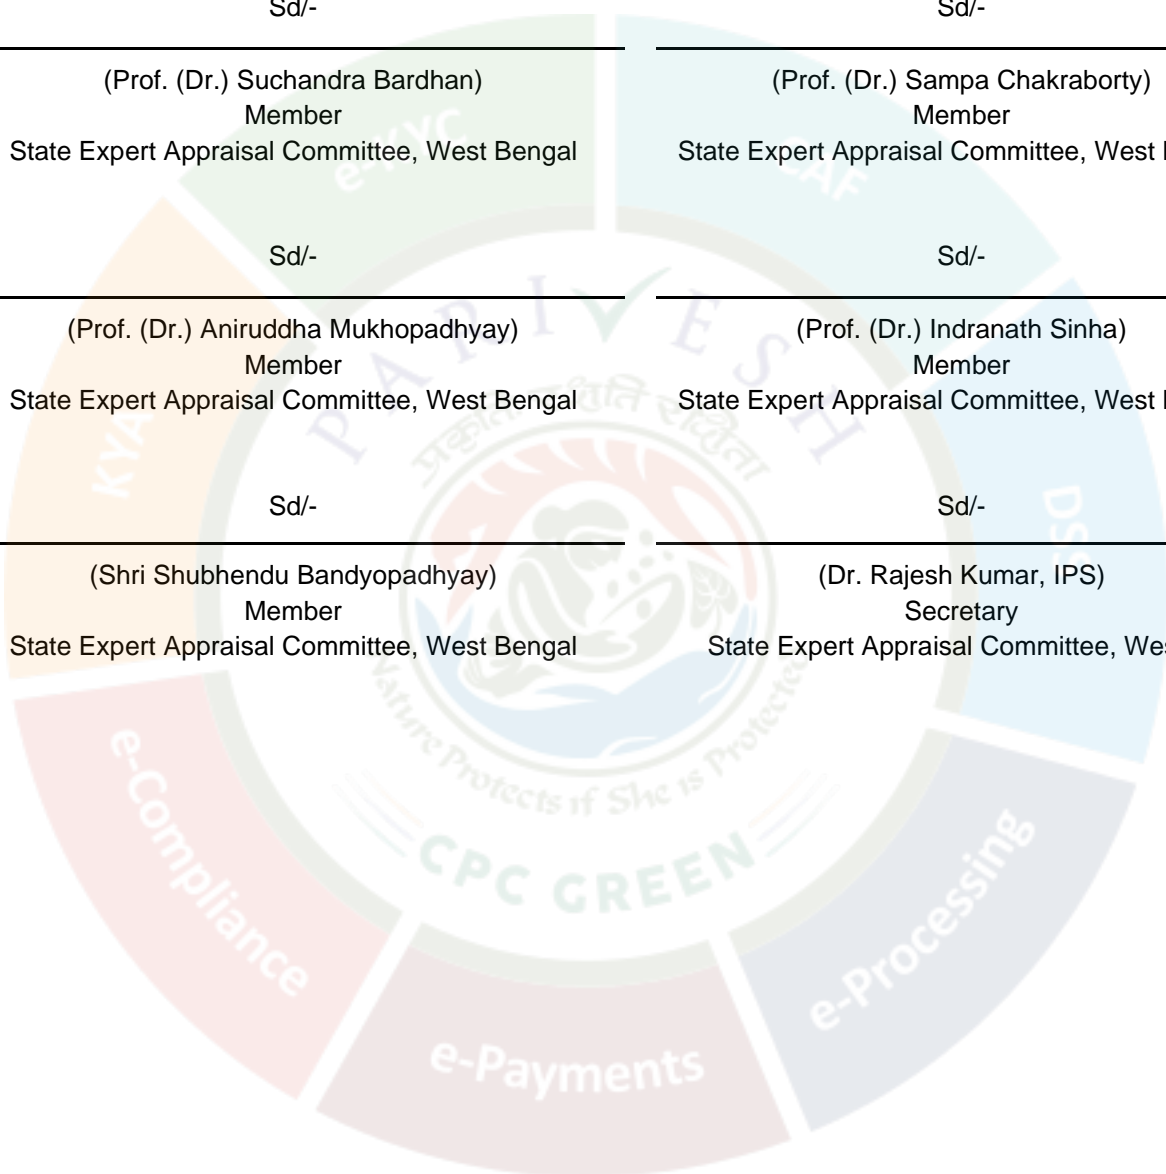 Sd/-
Sd/-
(Prof. (Dr.) Suchandra Bardhan)
Member
State Expert Appraisal Committee, West Bengal
(Prof. (Dr.) Sampa Chakraborty)
Member
State Expert Appraisal Committee, West
Sd/-
Sd/-
(Prof. (Dr.) Aniruddha Mukhopadhyay)
Member
State Expert Appraisal Committee, West Bengal
(Prof. (Dr.) Indranath Sinha)
Member
State Expert Appraisal Committee, West
Sd/-
Sd/-
(Shri Shubhendu Bandyopadhyay)
Member
State Expert Appraisal Committee, West Bengal
(Dr. Rajesh Kumar, IPS)
Secretary
State Expert Appraisal Committee,
e-KYC
CAF
KYA
DSS
PARIVESH
रक्षति रक्षिता
Nature Protects if She is Protected
CPC GREEN
e-Compliance
e-Processing
e-Payments